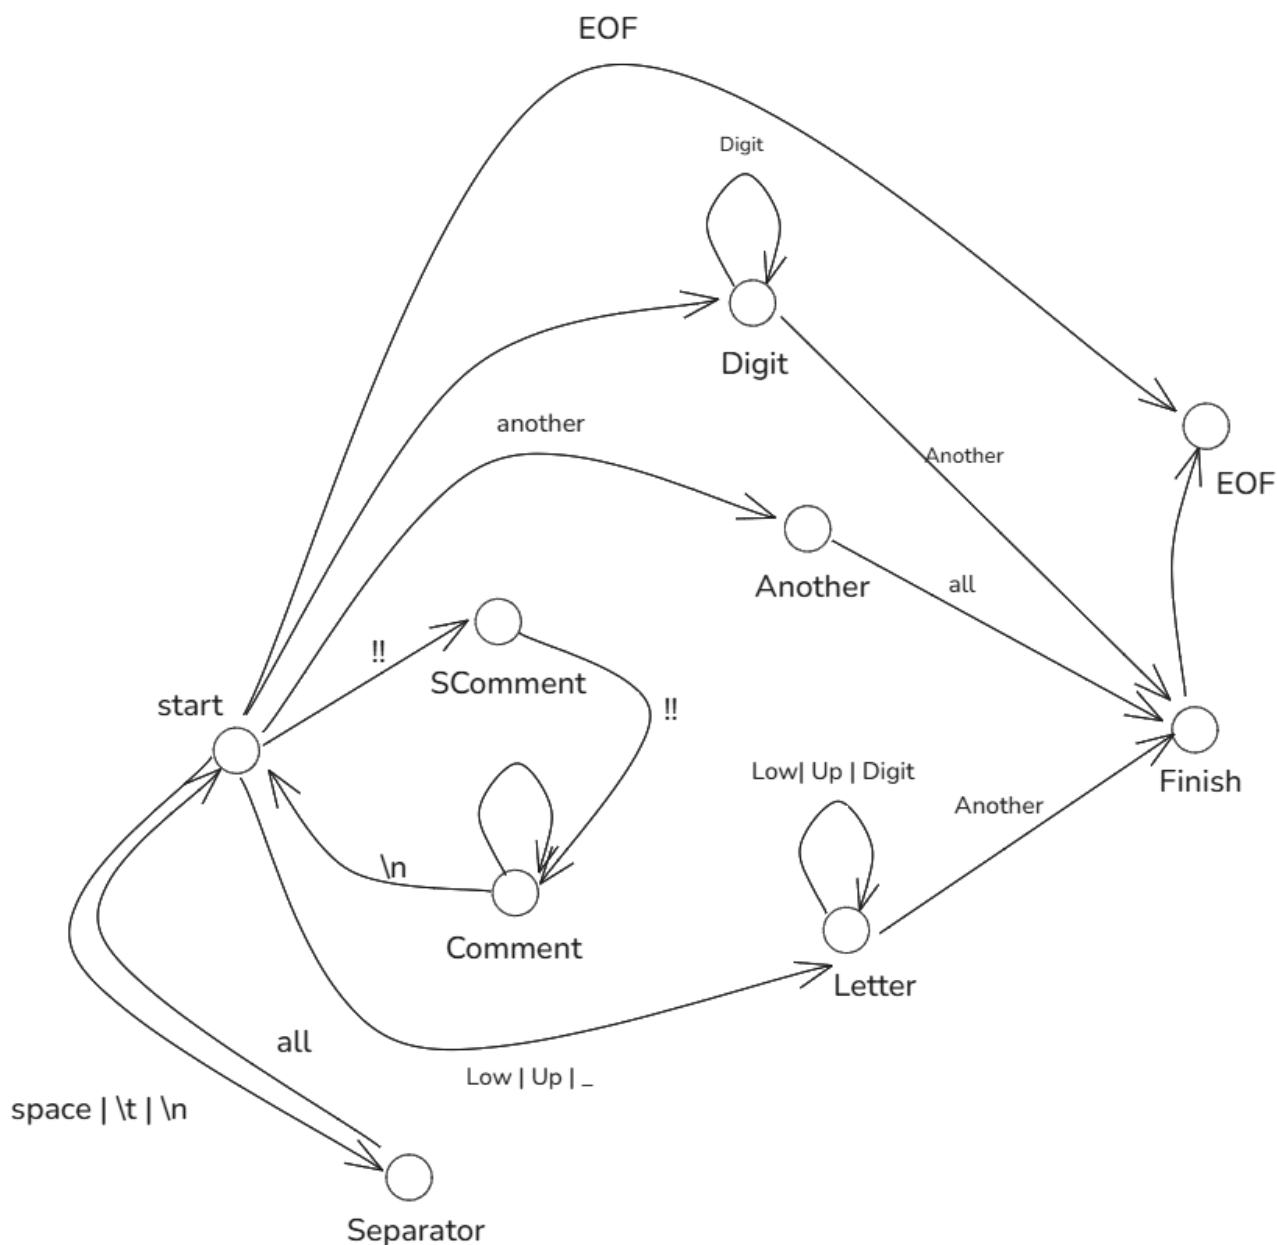 EOF
Digit
Digit
another
Another
EOF
Another
all
!!
SComment
start
!!
Low| Up | Digit
Finish
Another
\n
Comment
Letter
all
Low | Up | _
space | \t | \n
Separator